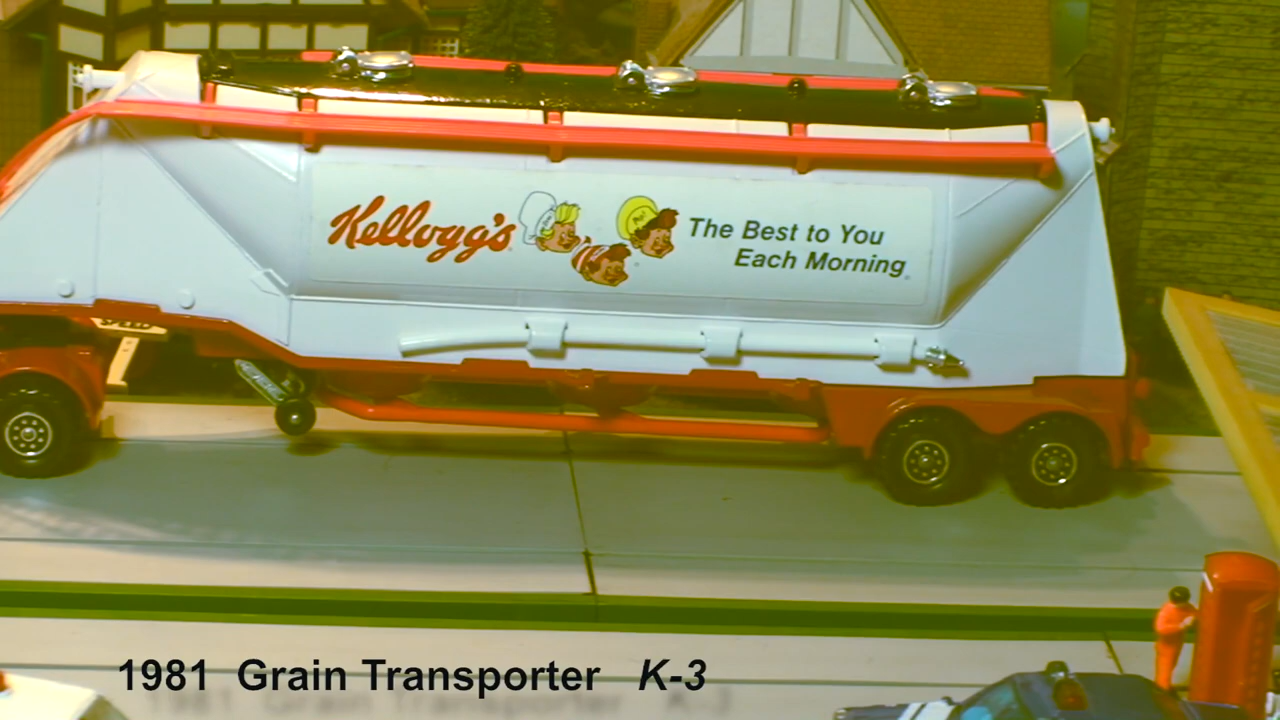 Kellogg's
The Best to You
Each Morning
1981 Grain Transporter K-3